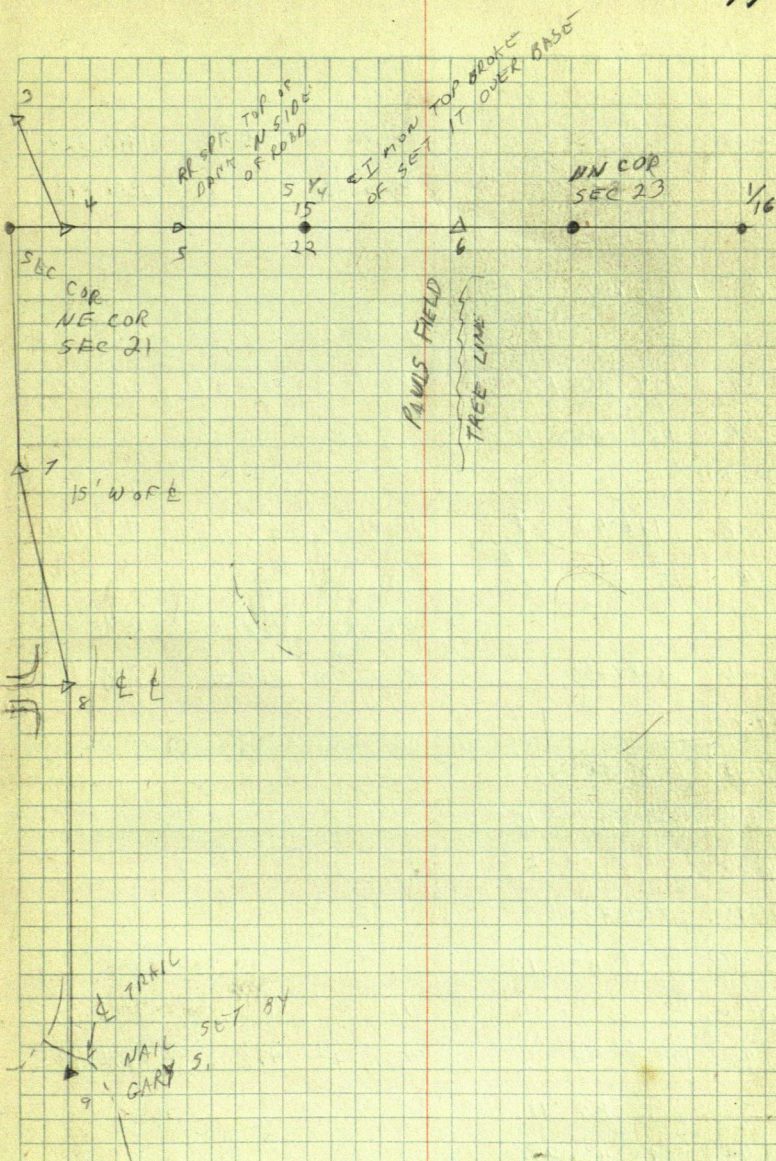 3
RR SPK TOP OF
N SIDE
OF ROAD
CI MON TOP BROKE
OF SET IT OVER BASE
NW COR
SEC 23
1/16
4
5
S 1/4
15
22
6
SEC
COR
NE COR
SEC 21
PAULS FIELD
TREE LINE
7
15' W OF ℄
8
℄ ℄
℄ TRAIL
NAIL SET BY
GARY S.
9